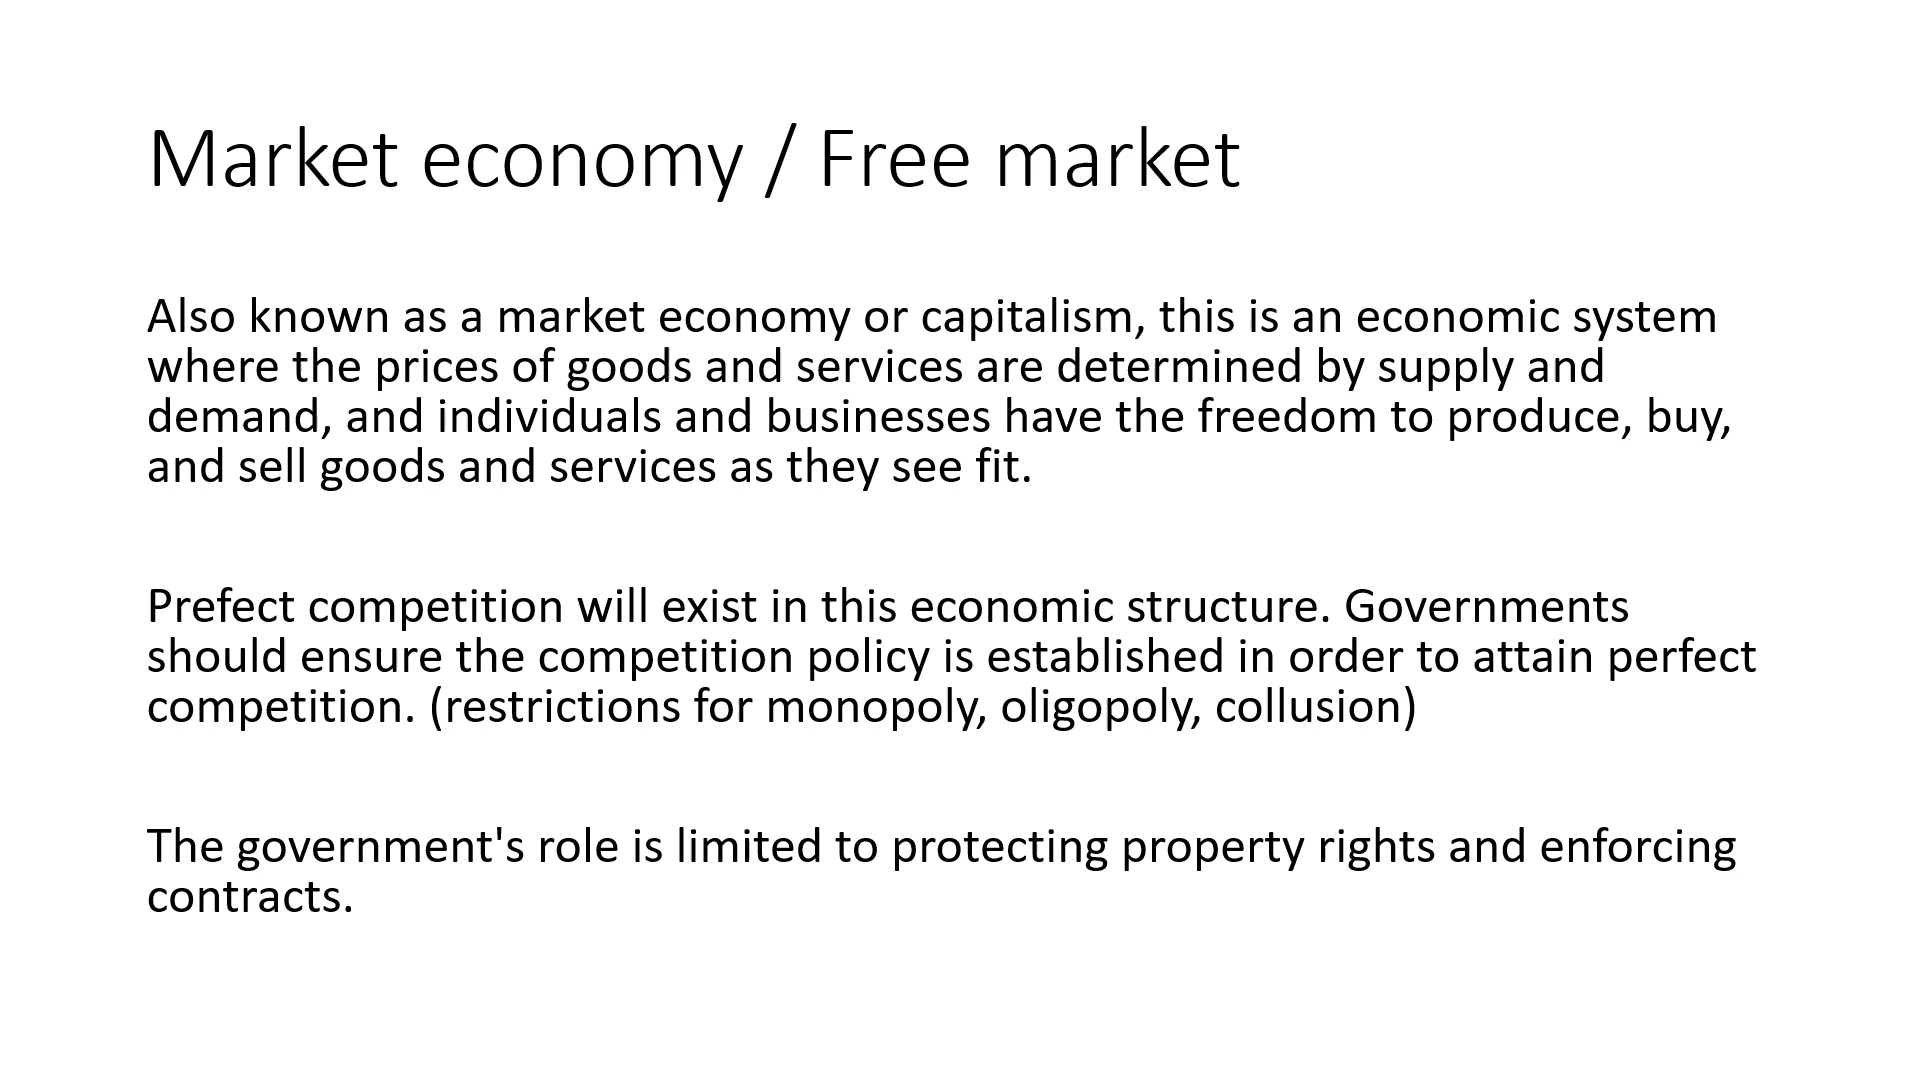 Market economy / Free market
Also known as a market economy or capitalism, this is an economic system
where the prices of goods and services are determined by supply and
demand, and individuals and businesses have the freedom to produce, buy,
and sell goods and services as they see fit.
Prefect competition will exist in this economic structure. Governments
should ensure the competition policy is established in order to attain perfect
competition. (restrictions for monopoly, oligopoly, collusion)
The government's role is limited to protecting property rights and enforcing
contracts.